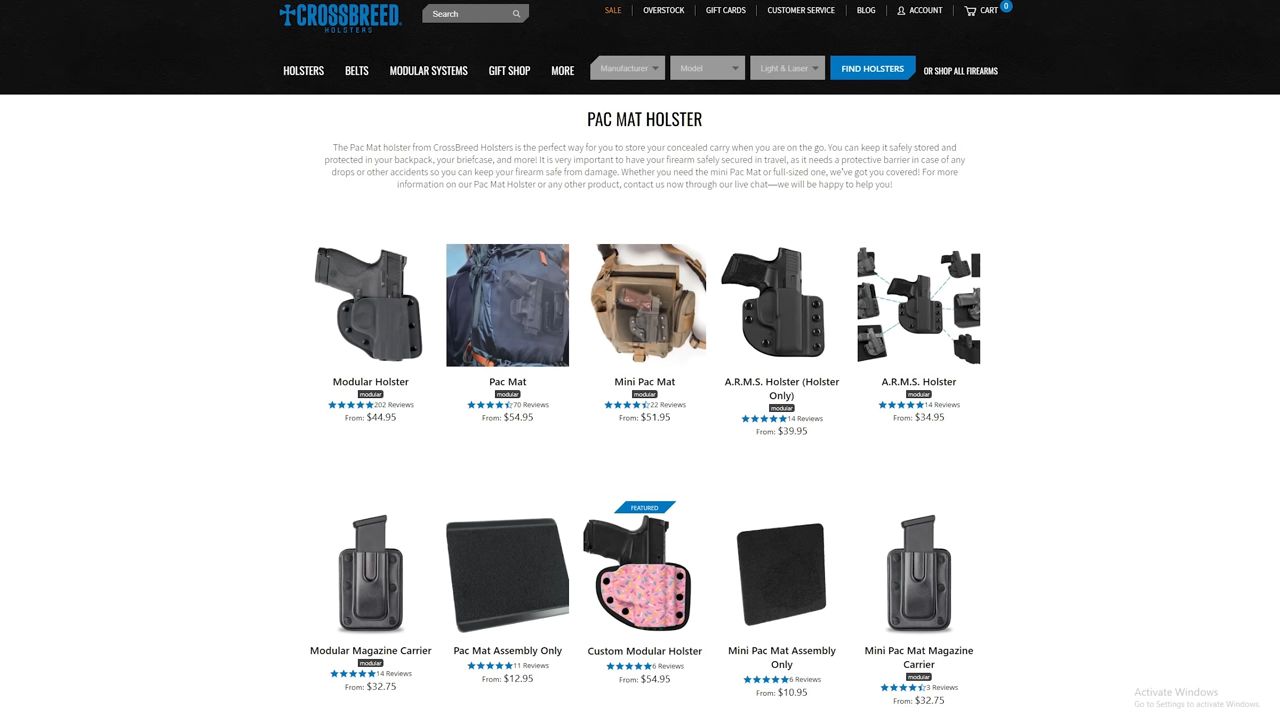 CROSSBREED
HOLSTERS
Search
SALE
OVERSTOCK
GIFT CARDS
CUSTOMER SERVICE
BLOG
ACCOUNT
CART
0
HOLSTERS
BELTS
MODULAR SYSTEMS
GIFT SHOP
MORE
Manufacturer
Model
Light & Laser
FIND HOLSTERS
OR SHOP ALL FIREARMS
PAC MAT HOLSTER
The Pac Mat holster from CrossBreed Holsters is the perfect way for you to store your concealed carry when you are on the go. You can keep it safely stored and
protected in your backpack, your briefcase, and more! It is very important to have your firearm safely secured in travel, as it needs a protective barrier in case of any
drops or other accidents so you can keep your firearm safe from damage. Whether you need the mini Pac Mat or full-sized one, we've got you covered! For more
information on our Pac Mat Holster or any other product, contact us now through our live chat—we will be happy to help you!
Modular Holster
modular
202 Reviews
From: $44.95
Pac Mat
modular
70 Reviews
From: $54.95
Mini Pac Mat
modular
22 Reviews
From: $51.95
A.R.M.S. Holster (Holster
Only)
modular
14 Reviews
From: $39.95
A.R.M.S. Holster
modular
14 Reviews
From: $34.95
Modular Magazine Carrier
modular
14 Reviews
From: $32.75
Pac Mat Assembly Only
11 Reviews
From: $12.95
FEATURED
Custom Modular Holster
6 Reviews
From: $54.95
Mini Pac Mat Assembly
Only
6 Reviews
From: $10.95
Mini Pac Mat Magazine
Carrier
modular
3 Reviews
From: $32.75
Activate Windows
Go to Settings to activate Windows.